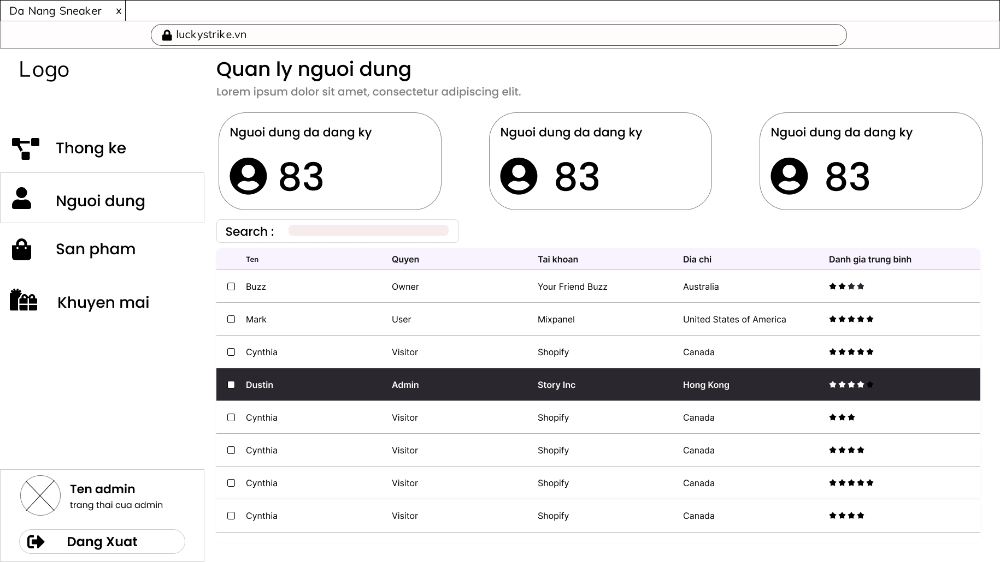 Da Nang Sneaker x
luckystrike.vn
Logo
Thong ke
Nguoi dung
San pham
Khuyen mai
Ten admin
trang thai cua admin
Dang Xuat
Quan ly nguoi dung
Lorem ipsum dolor sit amet, consectetur adipiscing elit.
Nguoi dung da dang ky
83
Nguoi dung da dang ky
83
Nguoi dung da dang ky
83
Search :
Ten Quyen Tai khoan Dia chi Danh gia trung binh
Buzz Owner Your Friend Buzz Australia
Mark User Mixpanel United States of America
Cynthia Visitor Shopify Canada
Dustin Admin Story Inc Hong Kong
Cynthia Visitor Shopify Canada
Cynthia Visitor Shopify Canada
Cynthia Visitor Shopify Canada
Cynthia Visitor Shopify Canada